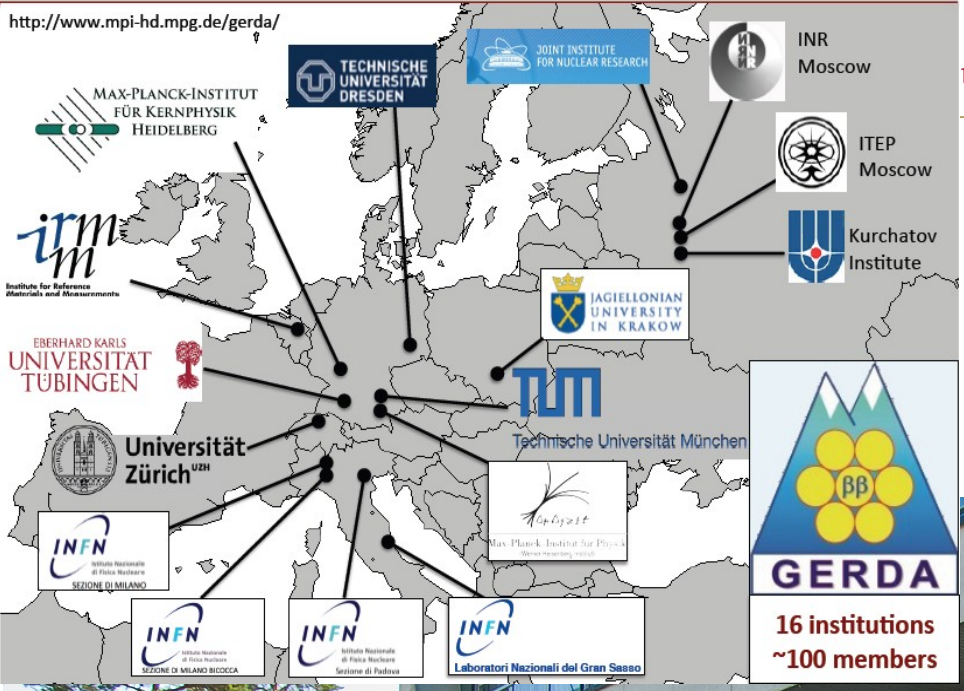 http://www.mpi-hd.mpg.de/gerda/
TECHNISCHE
UNIVERSITÄT
DRESDEN
JOINT INSTITUTE
FOR NUCLEAR RESEARCH
INR
Moscow
MAX-PLANCK-INSTITUT
FÜR KERNPHYSIK
HEIDELBERG
ITEP
Moscow
irmm
Institute for Reference
Materials and Measurements
Kurchatov
Institute
JAGIELLONIAN
UNIVERSITY
IN KRAKOW
EBERHARD KARLS
UNIVERSITÄT
TÜBINGEN
TUM
Technische Universität München
Universität
Zürich UZH
Max-Planck-Institut für Physik
Werner-Heisenberg-Institut
INFN
Istituto Nazionale
di Fisica Nucleare
SEZIONE DI MILANO
INFN
Istituto Nazionale
di Fisica Nucleare
SEZIONE DI MILANO BICOCCA
INFN
Istituto Nazionale
di Fisica Nucleare
Sezione di Padova
INFN
Laboratori Nazionali del Gran Sasso
ββ
GERDA
16 institutions
~100 members